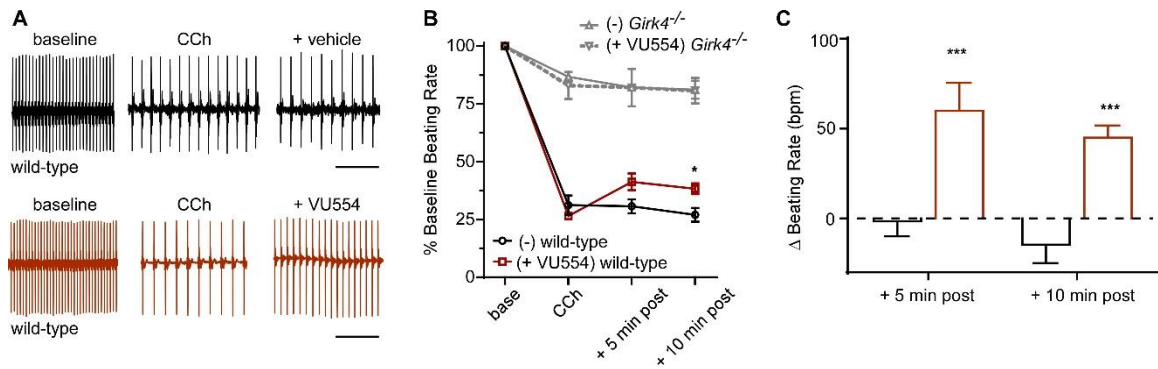 A
baseline CCh + vehicle
wild-type
baseline CCh + VU554
wild-type
B
% Baseline Beating Rate
100
75
50
25
0
(-) Girk4-/-
(+ VU554) Girk4-/-
*
(-) wild-type
(+ VU554) wild-type
base CCh + 5 min post + 10 min post
C
Δ Beating Rate (bpm)
100
50
0
***
***
+ 5 min post + 10 min post